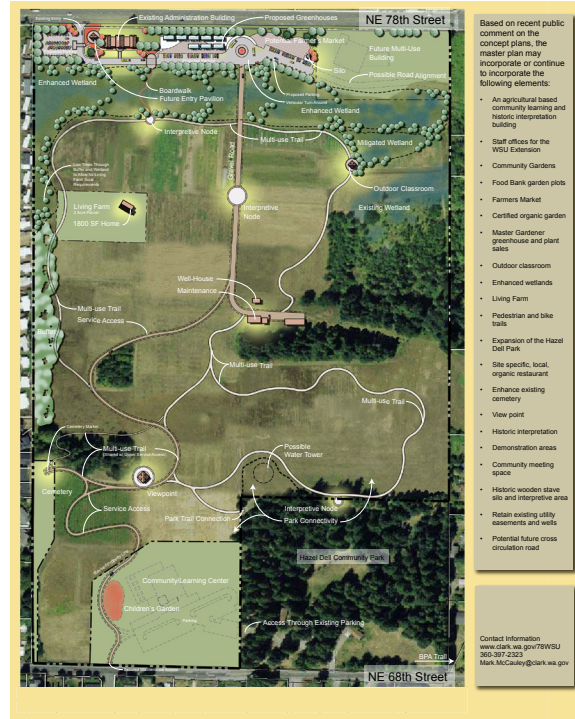 NE 78th Street
Existing Administration Building
Proposed Greenhouses
Potential Farmer's Market
Future Multi-Use
Building
Silo
Possible Road Alignment
Enhanced Wetland
Boardwalk
Future Entry Pavilion
Proposed Parking
Enhanced Wetland
Interpretive Node
Multi-use Trail
Mitigated Wetland
Gravel Road
Outdoor Classroom
Living Farm
1800 SF Home
Interpretive
Node
Existing Wetland
Well-House
Maintenance
Multi-use Trail
Service Access
Buffer
Multi-use Trail
Multi-use Trail
Cemetery Market
Multi-use Trail
Possible
Water Tower
Cemetery
Viewpoint
Service Access
Interpretive Node
Park Trail Connection
Park Connectivity
Hazel Dell Community Park
Community/Learning Center
Children's Garden
Parking
Access Through Existing Parking
BPA Trail
NE 68th Street
Based on recent public
comment on the
concept plans, the
master plan may
incorporate or continue
to incorporate the
following elements:
• An agricultural based
community learning and
historic interpretation
building
• Staff offices for the
WSU Extension
• Community Gardens
• Food Bank garden plots
• Farmers Market
• Certified organic garden
• Master Gardener
greenhouse and plant
sales
• Outdoor classroom
• Enhanced wetlands
• Living Farm
• Pedestrian and bike
trails
• Expansion of the Hazel
Dell Park
• Site specific, local,
organic restaurant
• Enhance existing
cemetery
• View point
• Historic interpretation
• Demonstration areas
• Community meeting
space
• Historic wooden stave
silo and interpretive area
• Retain existing utility
easements and wells
• Potential future cross
circulation road
Contact Information
www.clark.wa.gov/78WSU
360-397-2323
Mark.McCauley@clark.wa.gov